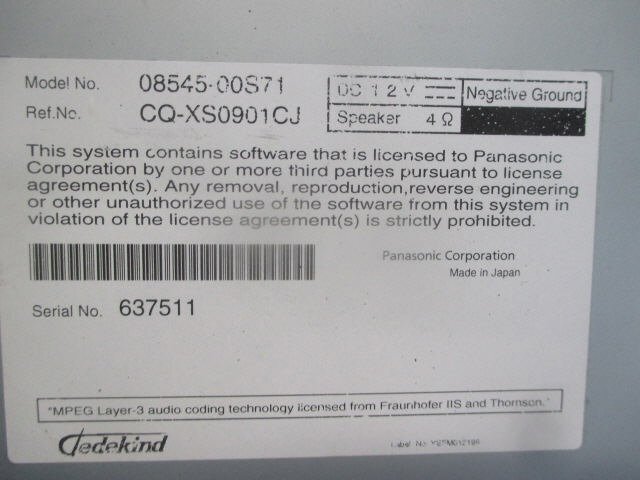 Model No. 08545-00S71
Ref.No. CQ-XS0901CJ
DC 12V
Negative Ground
Speaker 4 Ω
This system contains software that is licensed to Panasonic
Corporation by one or more third parties pursuant to license
agreement(s). Any removal, reproduction,reverse engineering
or other unauthorized use of the software from this system in
violation of the license agreement(s) is strictly prohibited.
Panasonic Corporation
Made in Japan
Serial No. 637511
"MPEG Layer-3 audio coding technology licensed from Fraunhofer IIS and Thomson."
Dedekind
Label No.